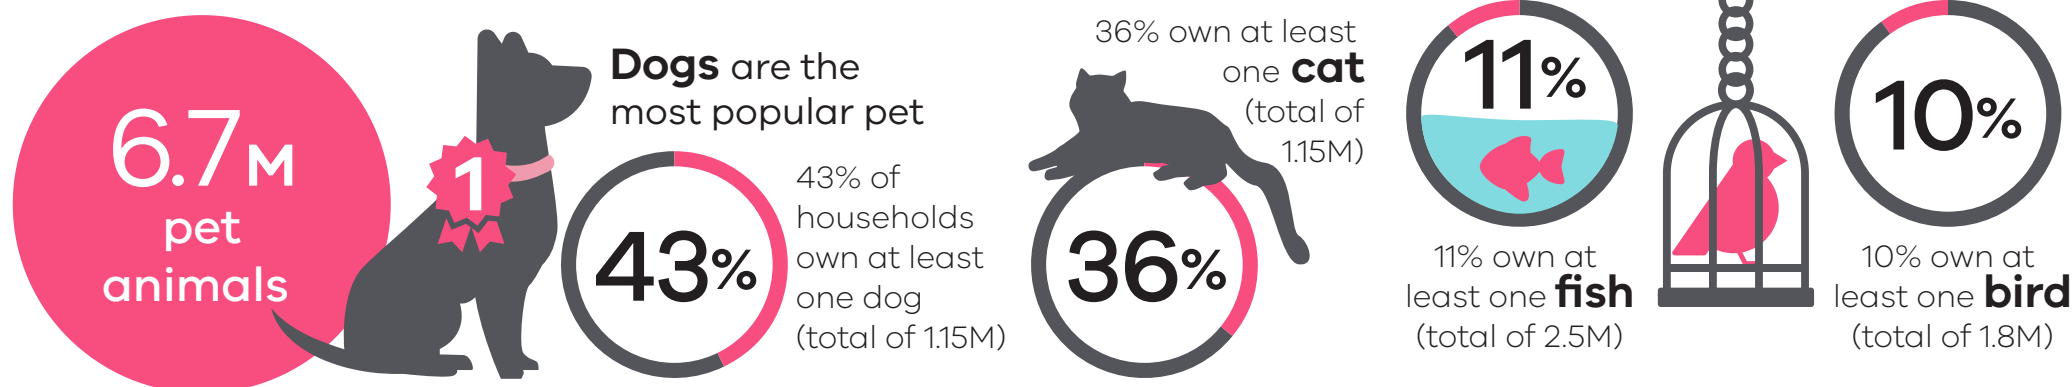 6.7M
pet
animals
1
Dogs are the
most popular pet
43%
43% of
households
own at least
one dog
(total of 1.15M)
36% own at least
one cat
(total of
1.15M)
36%
11%
11% own at
least one fish
(total of 2.5M)
10%
10% own at
least one bird
(total of 1.8M)